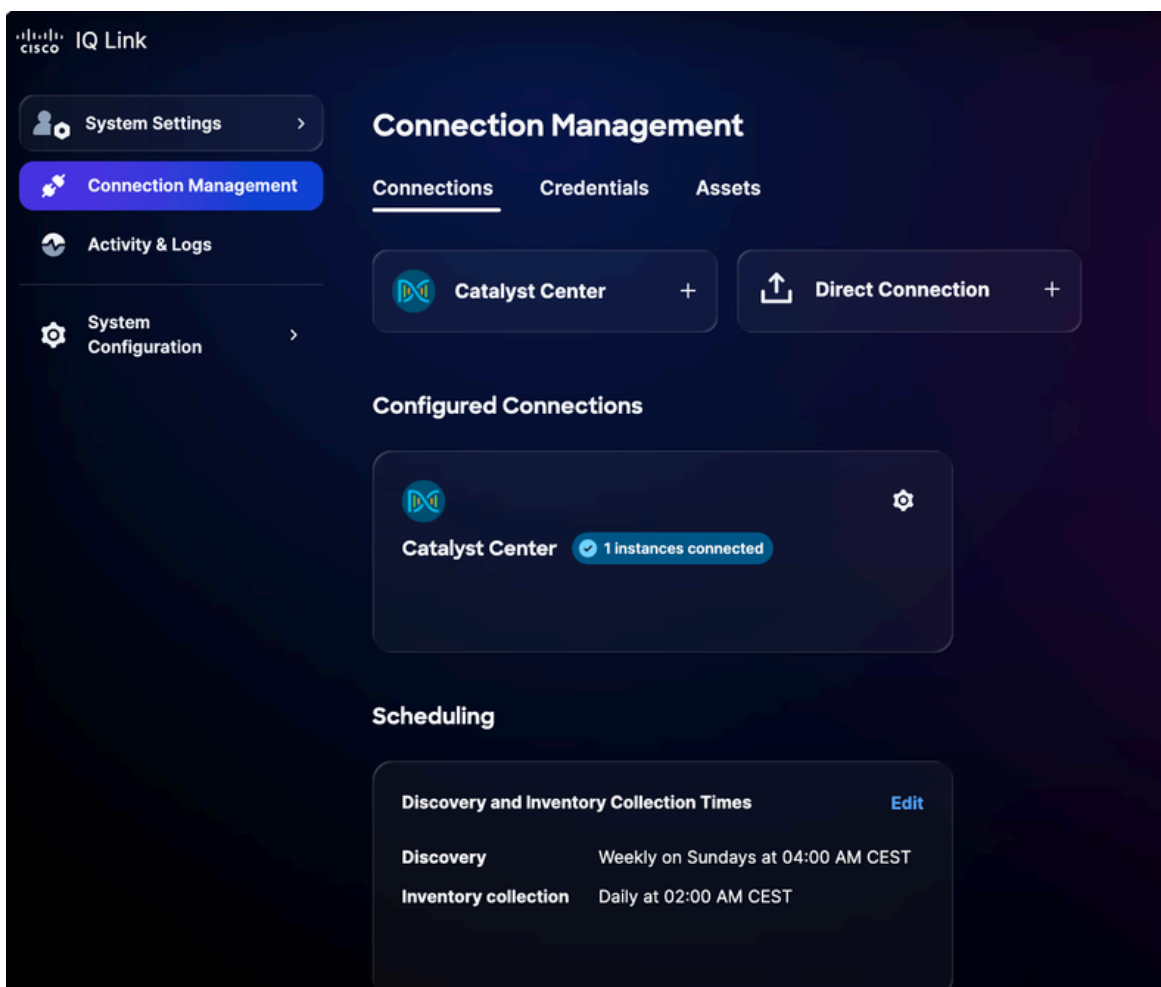 cisco IQ Link
System Settings
Connection Management
Activity & Logs
System
Configuration
Connection Management
Connections Credentials Assets
Catalyst Center
Direct Connection
Configured Connections
Catalyst Center 1 instances connected
Scheduling
Discovery and Inventory Collection Times Edit
Discovery Weekly on Sundays at 04:00 AM CEST
Inventory collection Daily at 02:00 AM CEST